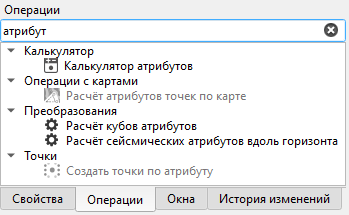 Операции
атрибут
Калькулятор
Калькулятор атрибутов
Операции с картами
Расчёт атрибутов точек по карте
Преобразования
Расчёт кубов атрибутов
Расчёт сейсмических атрибутов вдоль горизонта
Точки
Создать точки по атрибуту
Свойства Операции Окна История изменений